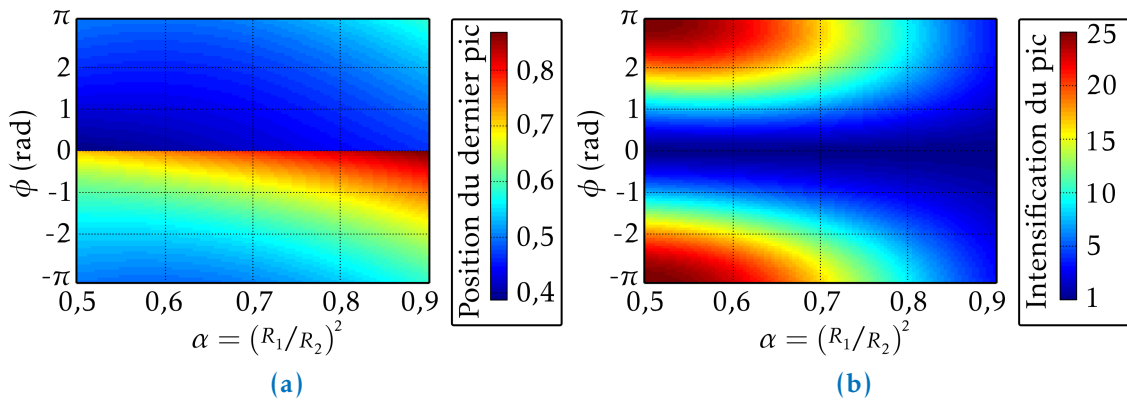 π
2
1
0
-1
-2
-π
ϕ (rad)
0,5
0,6
0,7
0,8
0,9
α = (R₁/R₂)²
Position du dernier pic
0,8
0,7
0,6
0,5
0,4
(a)
π
2
1
0
-1
-2
-π
ϕ (rad)
0,5
0,6
0,7
0,8
0,9
α = (R₁/R₂)²
Intensification du pic
25
20
15
10
5
1
(b)